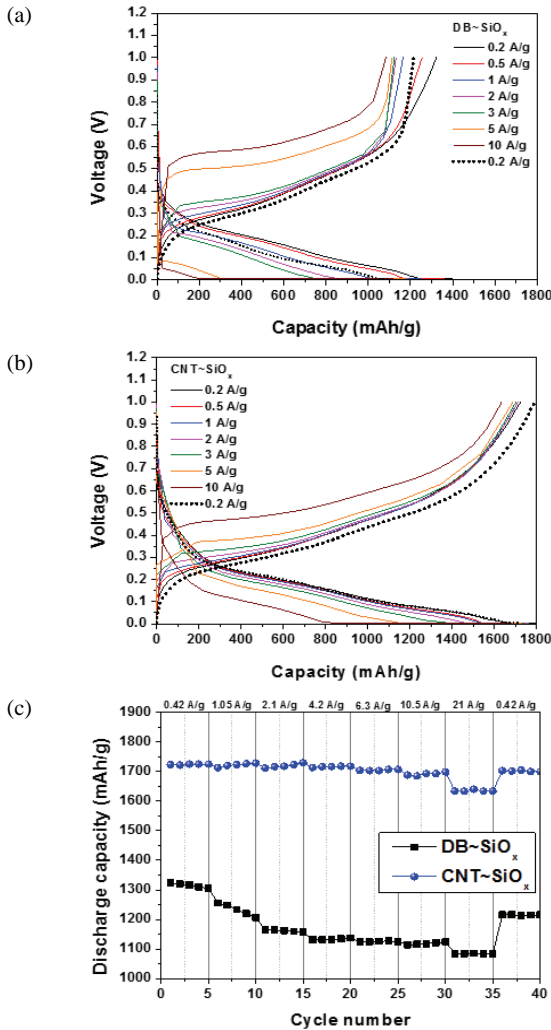 (a)
1.2
1.1
1.0
0.9
0.8
0.7
0.6
0.5
0.4
0.3
0.2
0.1
0.0
Voltage (V)
DB~SiOx
0.2 A/g
0.5 A/g
1 A/g
2 A/g
3 A/g
5 A/g
10 A/g
0.2 A/g
0 200 400 600 800 1000 1200 1400 1600 1800
Capacity (mAh/g)
(b)
1.2
1.1
1.0
0.9
0.8
0.7
0.6
0.5
0.4
0.3
0.2
0.1
0.0
Voltage (V)
CNT~SiOx
0.2 A/g
0.5 A/g
1 A/g
2 A/g
3 A/g
5 A/g
10 A/g
0.2 A/g
0 200 400 600 800 1000 1200 1400 1600 1800
Capacity (mAh/g)
(c)
0.42 A/g 1.05 A/g 2.1 A/g 4.2 A/g 6.3 A/g 10.5 A/g 21 A/g 0.42 A/g
1900
1800
1700
1600
1500
1400
1300
1200
1100
1000
Discharge capacity (mAh/g)
DB~SiOx
CNT~SiOx
0 5 10 15 20 25 30 35 40
Cycle number